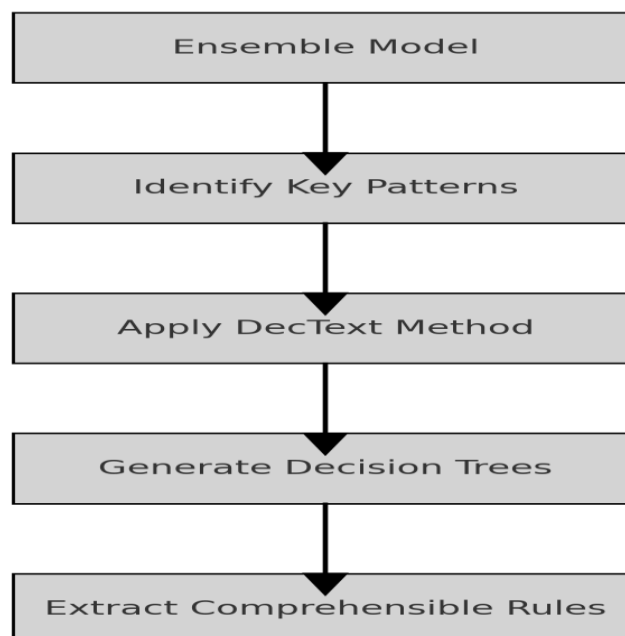 Ensemble Model
Identify Key Patterns
Apply DecText Method
Generate Decision Trees
Extract Comprehensible Rules